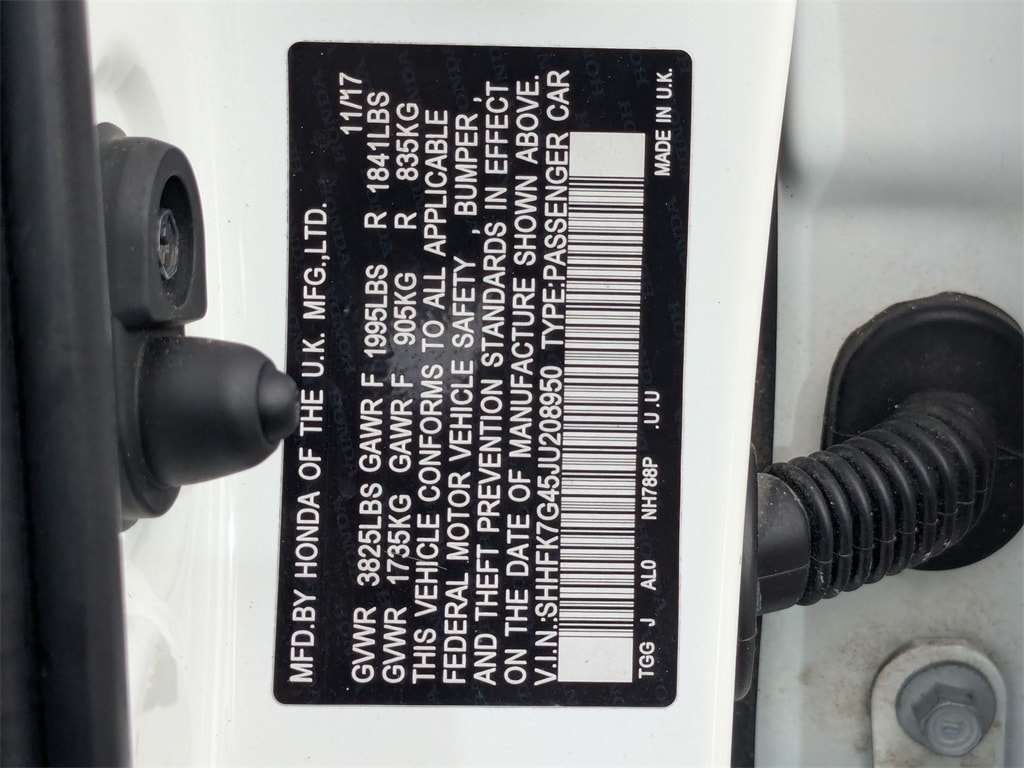 MFD.BY HONDA OF THE U.K. MFG.,LTD. 11/17
GVWR 3825LBS GAWR F 1995LBS R 1841LBS
GVWR 1735KG GAWR F 905KG R 835KG
THIS VEHICLE CONFORMS TO ALL APPLICABLE
FEDERAL MOTOR VEHICLE SAFETY , BUMPER ,
AND THEFT PREVENTION STANDARDS IN EFFECT
ON THE DATE OF MANUFACTURE SHOWN ABOVE.
V.I.N.:SHHFK7G45JU208950 TYPE:PASSENGER CAR
TGG J AL0 NH788P .U.U MADE IN U.K.